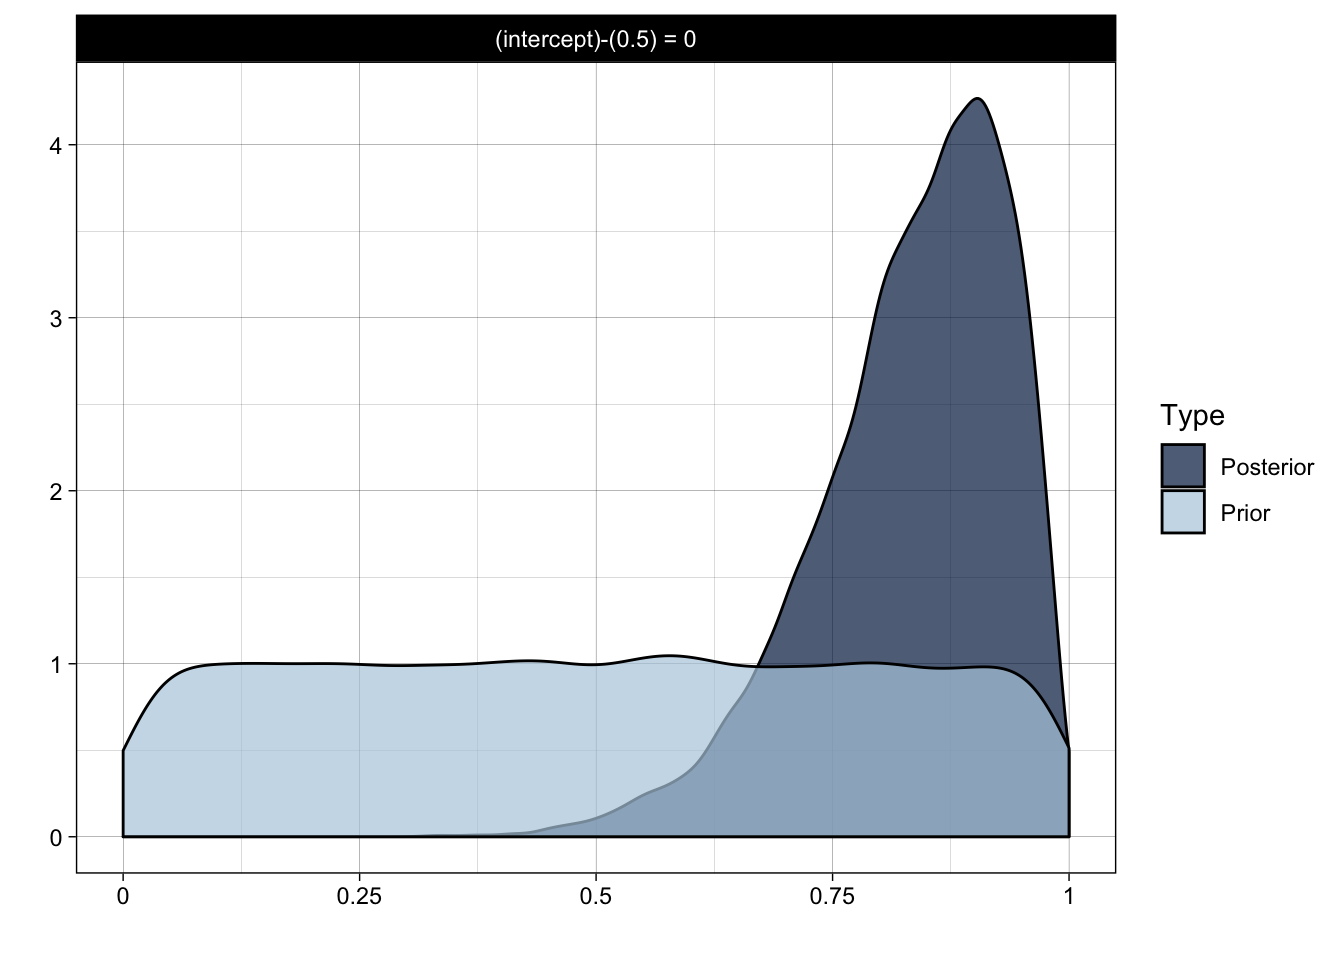 (intercept)-(0.5) = 0
4
3
2
1
0
0 0.25 0.5 0.75 1
Type
Posterior
Prior